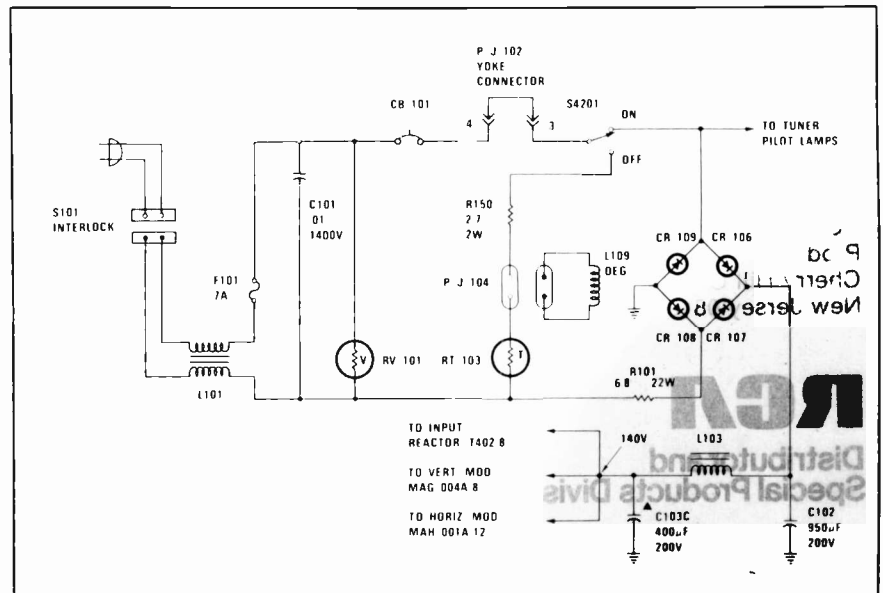 P J 102
YOKE
CONNECTOR
CB 101
4
3
S4201
ON
OFF
TO TUNER
PILOT LAMPS
S101
INTERLOCK
C101
01
1400V
R150
2 7
2W
L109
DEG
CR 109
CR 106
F101
7A
P J 104
Cherr
New Jerse
L101
RV 101
V
RT 103
T
CR 108
CR 107
R101
6 8 22W
RCA
TO INPUT
REACTOR T402 8
140V
L103
Distributor and
Special Products Divis
TO VERT MOD
MAG 004A 8
TO HORIZ MOD
MAH 001A 12
C103C
400µF
200V
C102
950µF
200V